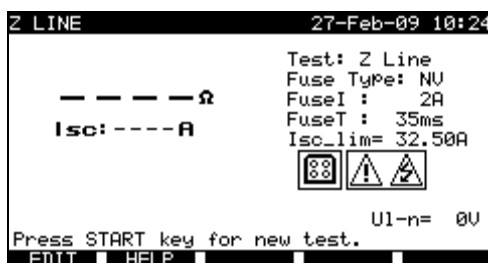 Z LINE 27-Feb-09 10:24
Test: Z Line
Fuse Type: NV
----Ω
FuseI : 2A
Isc:----A
FuseT : 35ms
Isc_lim= 32.50A
Ul-n= 0V
Press START key for new test.
EDIT HELP